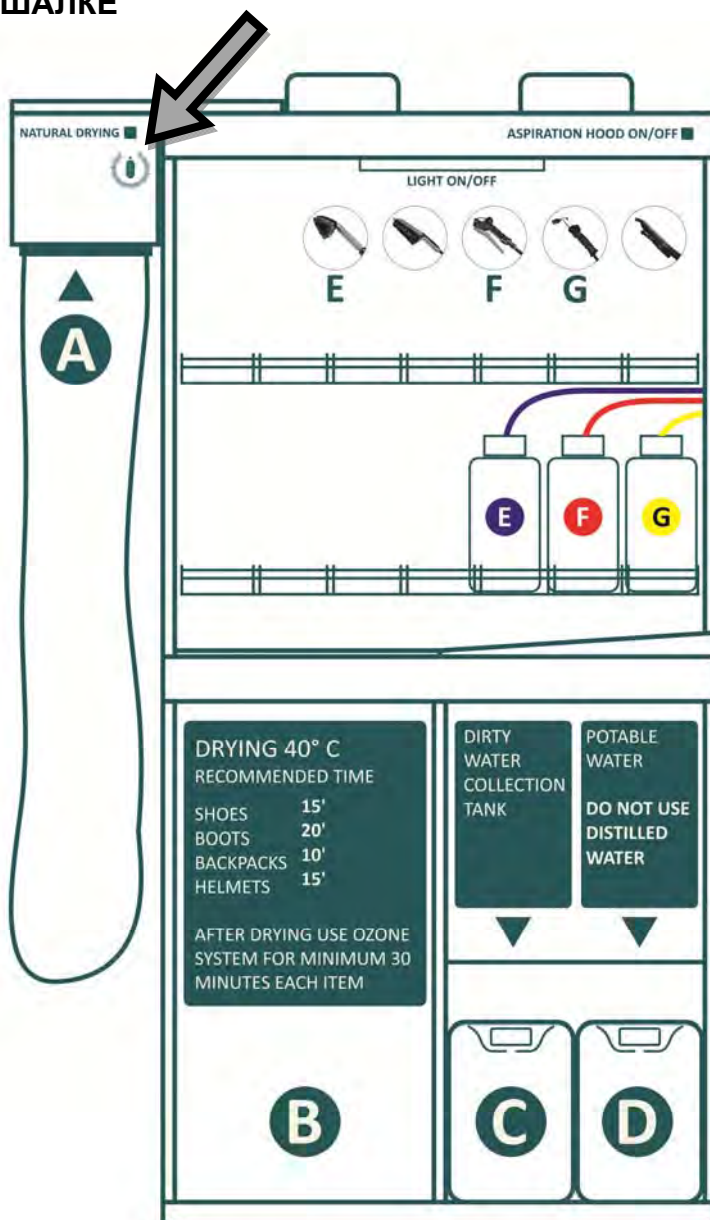 ШАЛКЕ
NATURAL DRYING
ASPIRATION HOOD ON/OFF
LIGHT ON/OFF
E
F
G
A
E
F
G
DRYING 40° C
RECOMMENDED TIME
SHOES 15'
BOOTS 20'
BACKPACKS 10'
HELMETS 15'
AFTER DRYING USE OZONE
SYSTEM FOR MINIMUM 30
MINUTES EACH ITEM
DIRTY
WATER
COLLECTION
TANK
POTABLE
WATER
DO NOT USE
DISTILLED
WATER
B
C
D